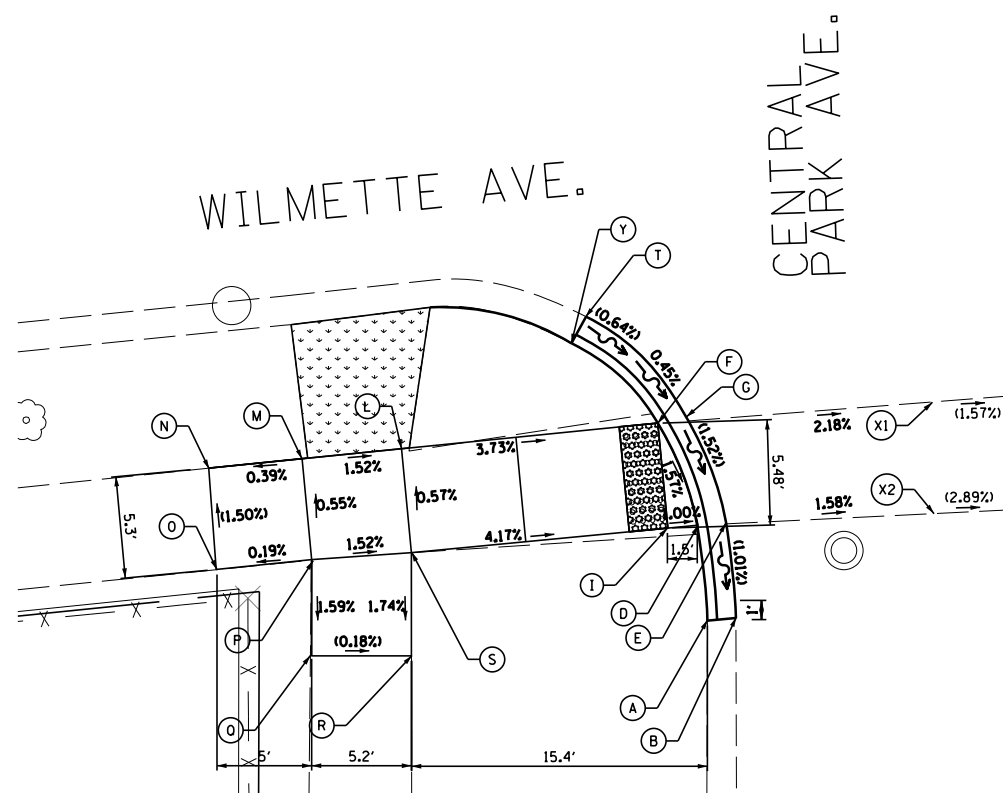 CENTRAL
PARK AVE.
WILMETTE AVE.
Y
T
(0.64%)
0.45%
F
G
(1.52%)
2.18%
X1
(1.57%)
N
M
L
3.73%
0.39%
1.52%
5.48'
1.57%
5.3'
(1.50%)
0.55%
0.57%
X2
(2.89%)
O
1.00%
1.58%
0.19%
1.52%
4.17%
1.5'
(1.01%)
I
D
E
1'
1.59%
1.74%
P
(0.18%)
S
A
Q
R
B
5'
5.2'
15.4'